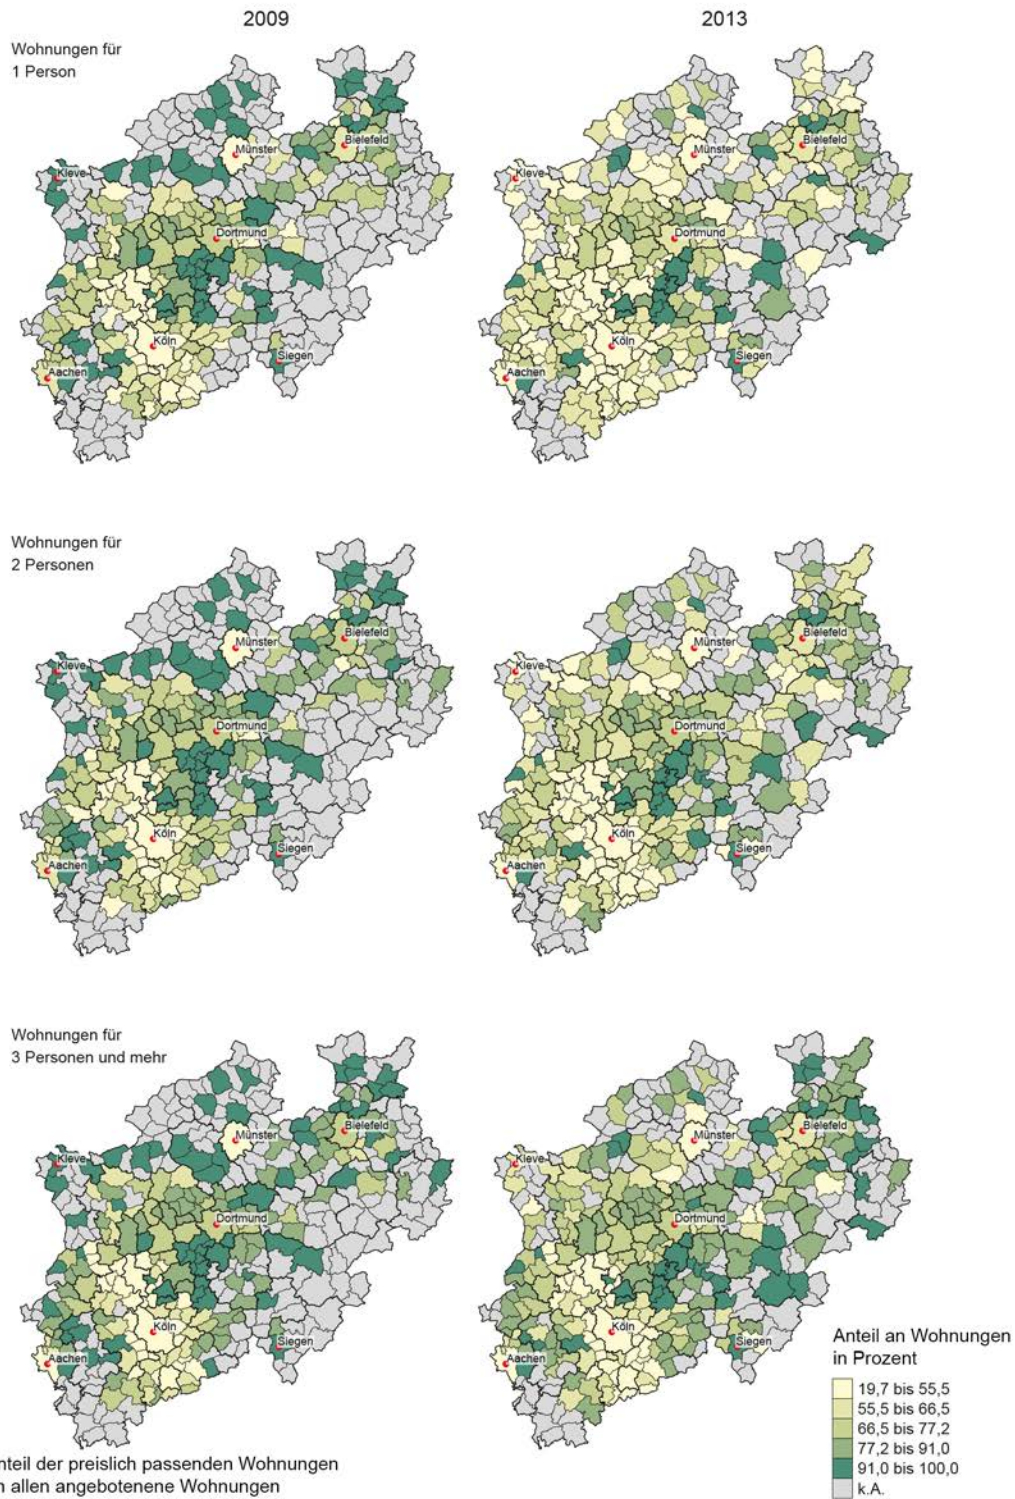 2009
2013
Wohnungen für
1 Person
Münster
Bielefeld
Kleve
Dortmund
Köln
Siegen
Aachen
Münster
Bielefeld
Kleve
Dortmund
Köln
Siegen
Aachen
Wohnungen für
2 Personen
Münster
Bielefeld
Kleve
Dortmund
Köln
Siegen
Aachen
Münster
Bielefeld
Kleve
Dortmund
Köln
Siegen
Aachen
Wohnungen für
3 Personen und mehr
Münster
Bielefeld
Kleve
Dortmund
Köln
Siegen
Aachen
Münster
Bielefeld
Kleve
Dortmund
Köln
Siegen
Aachen
Anteil an Wohnungen
in Prozent
19,7 bis 55,5
55,5 bis 66,5
66,5 bis 77,2
77,2 bis 91,0
91,0 bis 100,0
k.A.
nteil der preislich passenden Wohnungen
n allen angebotenene Wohnungen